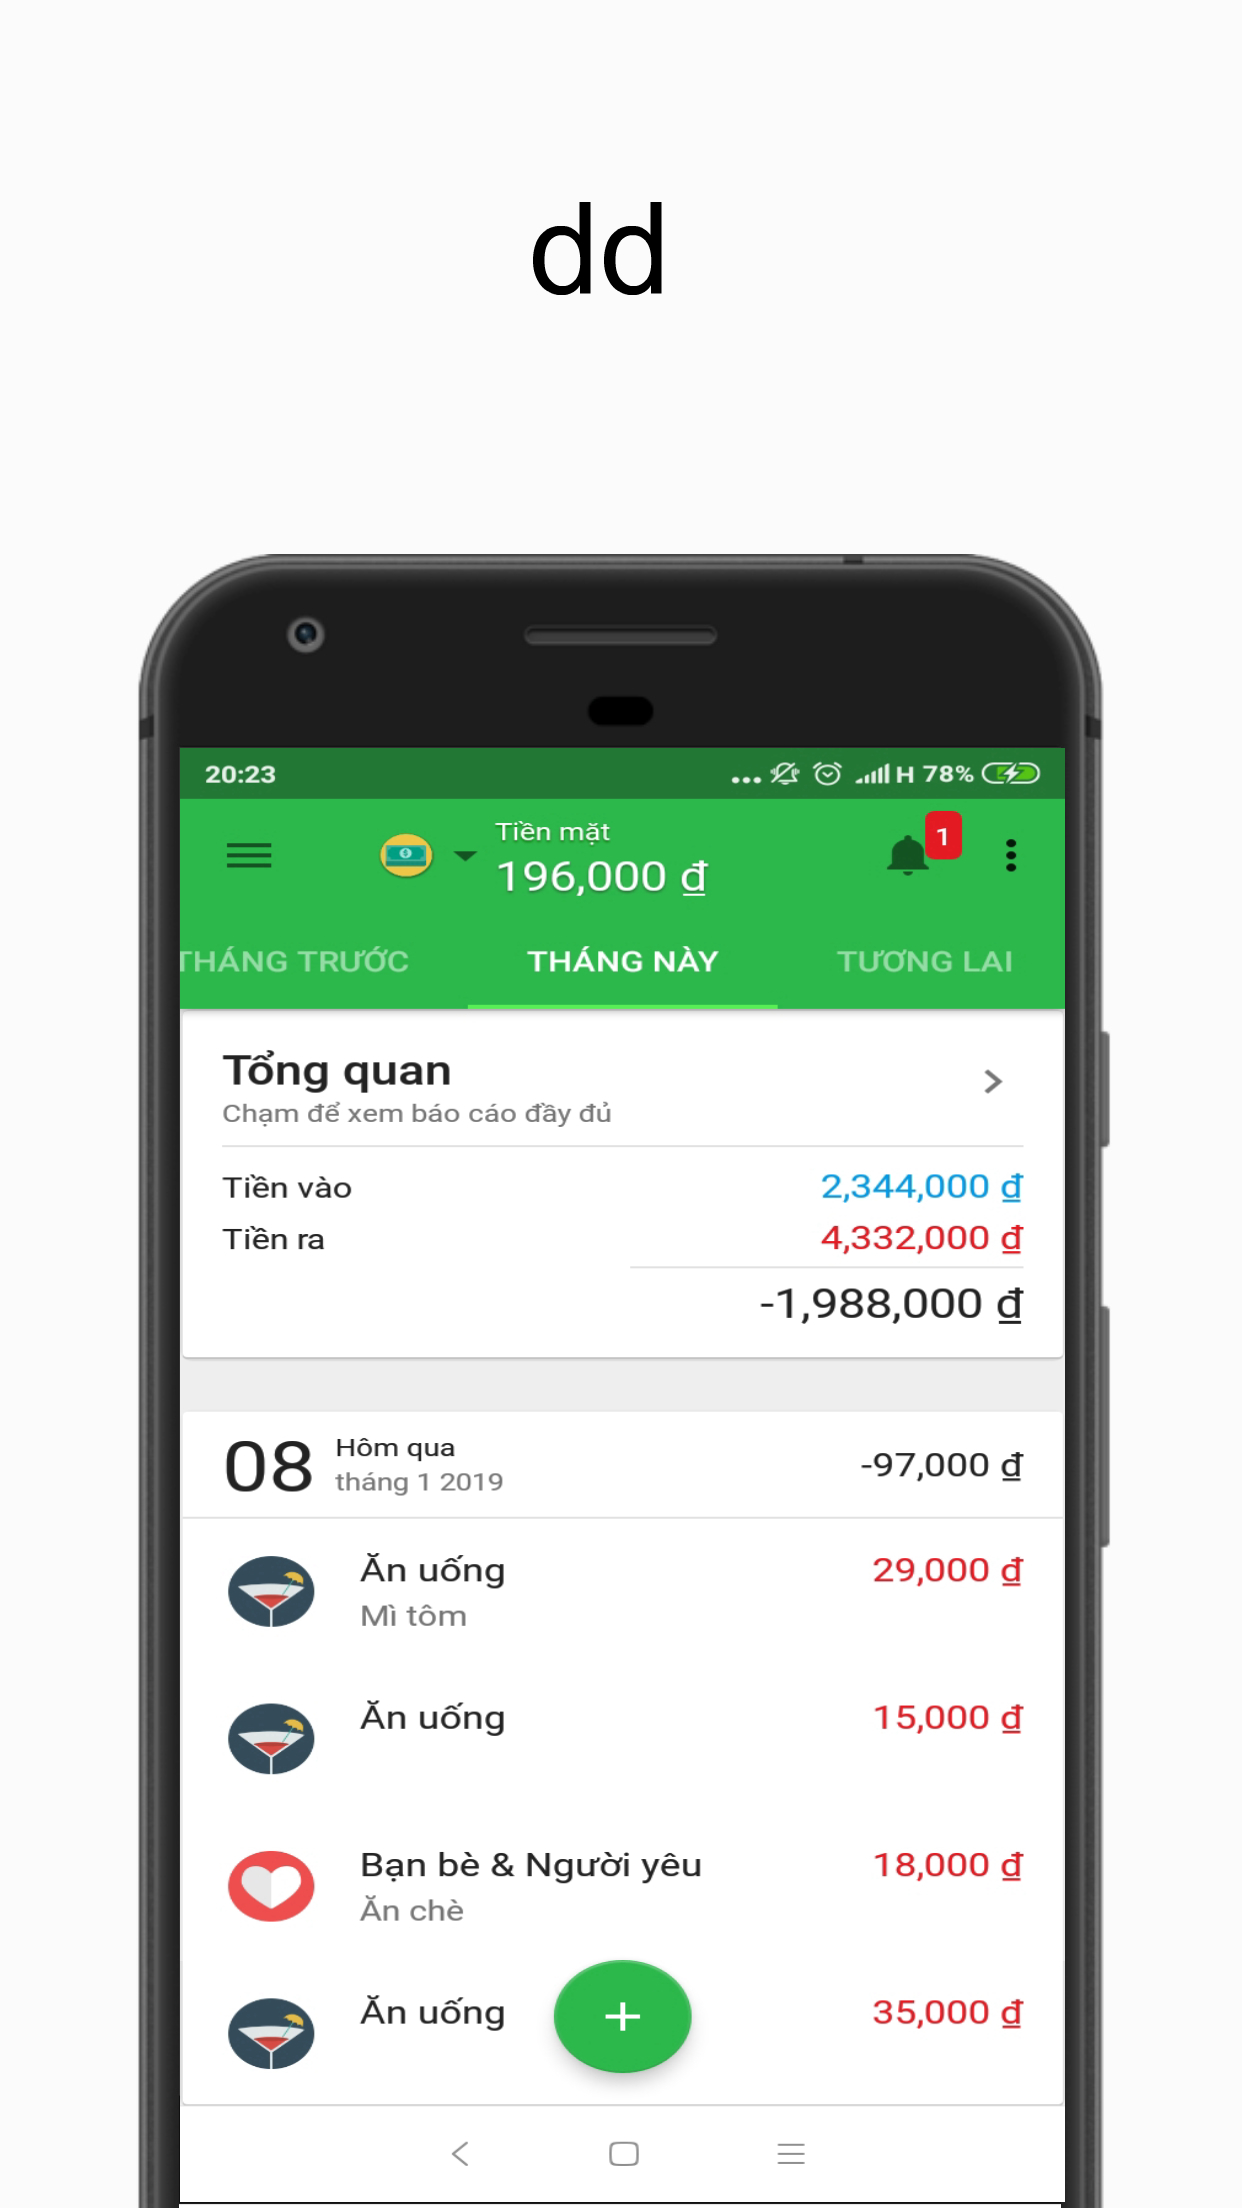 dd
20:23
H 78%
Tiền mặt
196,000 ₫
1
THÁNG TRƯỚC THÁNG NÀY TƯƠNG LAI
Tổng quan
Chạm để xem báo cáo đầy đủ
Tiền vào 2,344,000 ₫
Tiền ra 4,332,000 ₫
-1,988,000 ₫
08 Hôm qua -97,000 ₫
tháng 1 2019
Ăn uống 29,000 ₫
Mì tôm
Ăn uống 15,000 ₫
Bạn bè & Người yêu 18,000 ₫
Ăn chè
Ăn uống 35,000 ₫